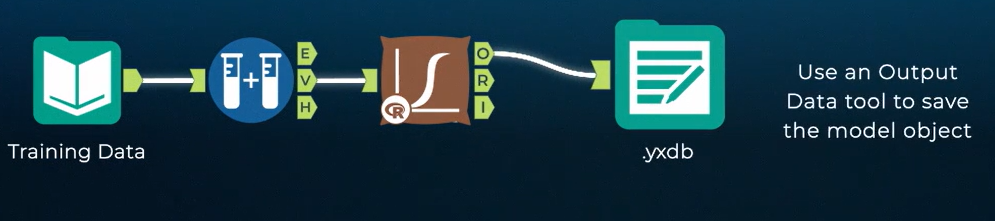 E
V
H
R
O
R
I
Training Data
.yxdb
Use an Output
Data tool to save
the model object